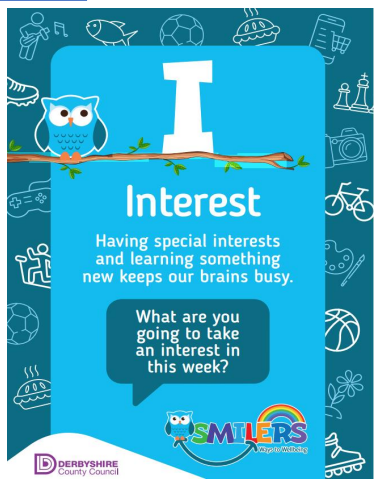 I
Interest
Having special interests
and learning something
new keeps our brains busy.
What are you
going to take
an interest in
this week?
SMILERS
Ways to Wellbeing
D DERBYSHIRE
County Council